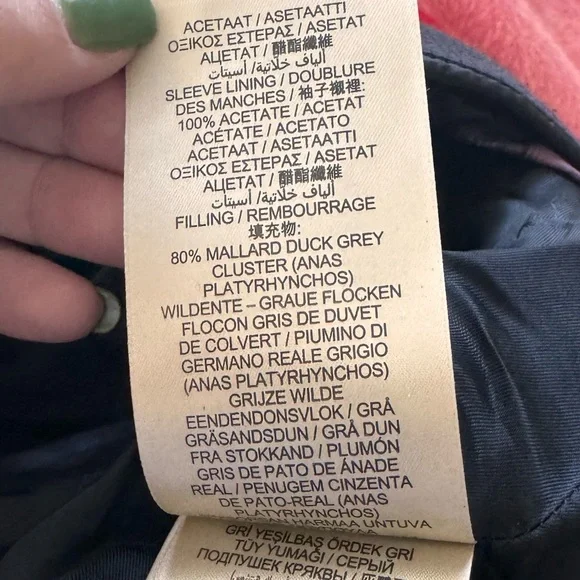 ACETAAT / ASETAATTI
ΟΞΙΚΟΣ ΕΣΤΕΡΑΣ / ASETAT
АЦЕТАТ / 醋酯纖維
ألياف خلاتية/ أسيتات
SLEEVE LINING / DOUBLURE
DES MANCHES / 袖子襯裡:
100% ACETATE / ACETAT
ACÉTATE / ACETATO
ACETAAT / ASETAATTI
ΟΞΙΚΟΣ ΕΣΤΕΡΑΣ / ASETAT
АЦЕТАТ / 醋酯纖維
ألياف خلاتية / أسيتات
FILLING / REMBOURRAGE
填充物:
80% MALLARD DUCK GREY
CLUSTER (ANAS
PLATYRHYNCHOS)
WILDENTE – GRAUE FLOCKEN
FLOCON GRIS DE DUVET
DE COLVERT / PIUMINO DI
GERMANO REALE GRIGIO
(ANAS PLATYRHYNCHOS)
GRIJZE WILDE
EENDENDONSVLOK / GRÅ
GRÄSANDSDUN / GRÅ DUN
FRA STOKKAND / PLUMÓN
GRIS DE PATO DE ÁNADE
REAL / PENUGEM CINZENTA
DE PATO-REAL (ANAS
PLATYRHYNCHOS)
HARMAA UNTUVA
GRİ YEŞİLBAŞ ÖRDEK GRİ
TÜY YUMAĞI / СЕРЫЙ
ПОДПУШЕК КРЯКВЫ /